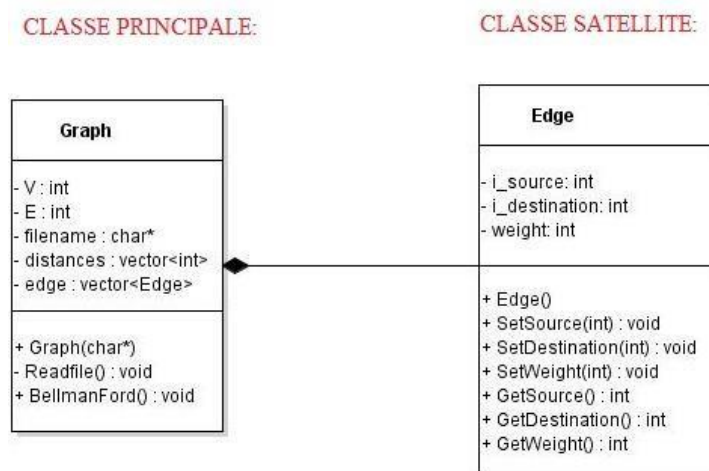 CLASSE PRINCIPALE:
Graph
- V : int
- E : int
- filename : char*
- distances : vector<int>
- edge : vector<Edge>
+ Graph(char*)
- Readfile() : void
+ BellmanFord() : void
CLASSE SATELLITE:
Edge
- i_source: int
- i_destination: int
- weight: int
+ Edge()
+ SetSource(int) : void
+ SetDestination(int) : void
+ SetWeight(int) : void
+ GetSource() : int
+ GetDestination() : int
+ GetWeight() : int